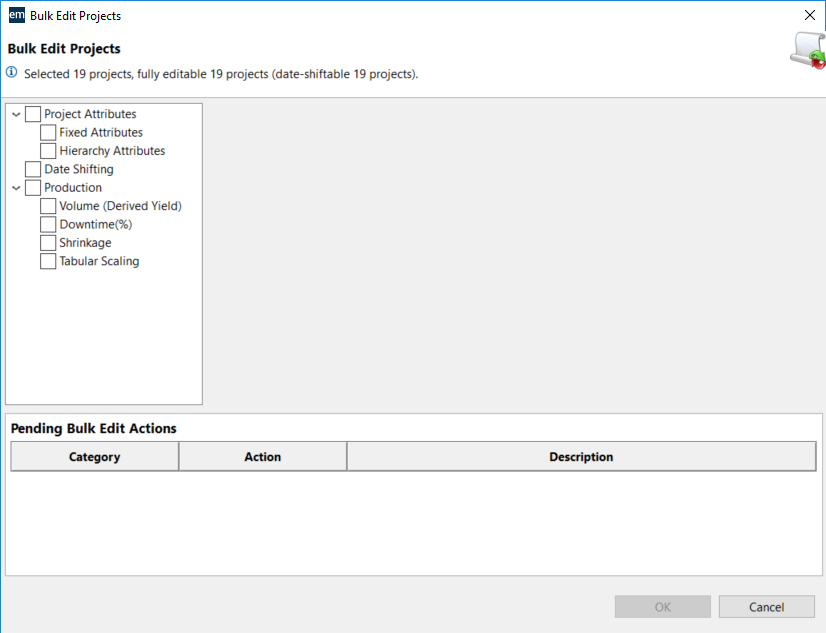 em Bulk Edit Projects
Bulk Edit Projects
Selected 19 projects, fully editable 19 projects (date-shiftable 19 projects).
Project Attributes
Fixed Attributes
Hierarchy Attributes
Date Shifting
Production
Volume (Derived Yield)
Downtime(%)
Shrinkage
Tabular Scaling
Pending Bulk Edit Actions
Category Action Description
OK Cancel